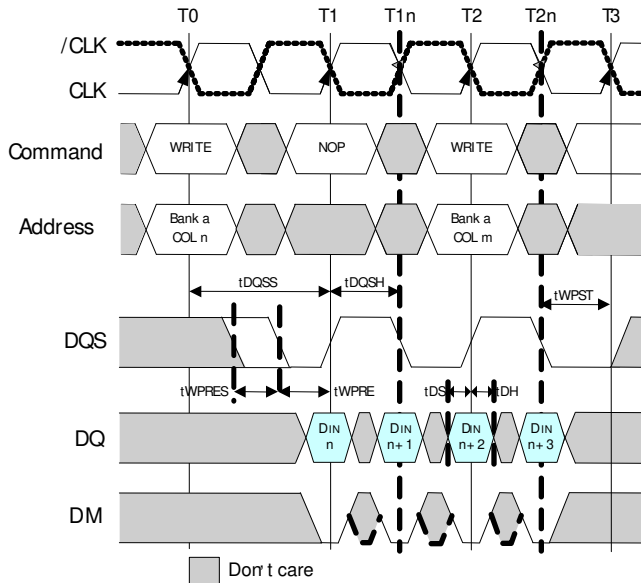 T0 T1 T1n T2 T2n T3
/CLK
CLK
Command WRITE NOP WRITE
Address Bank a COL n Bank a COL m
tDQSS tDQSH tWPST
DQS
tWPRES tWPRE tDS tDH
DQ DIN n DIN n+1 DIN n+2 DIN n+3
DM
Don't care